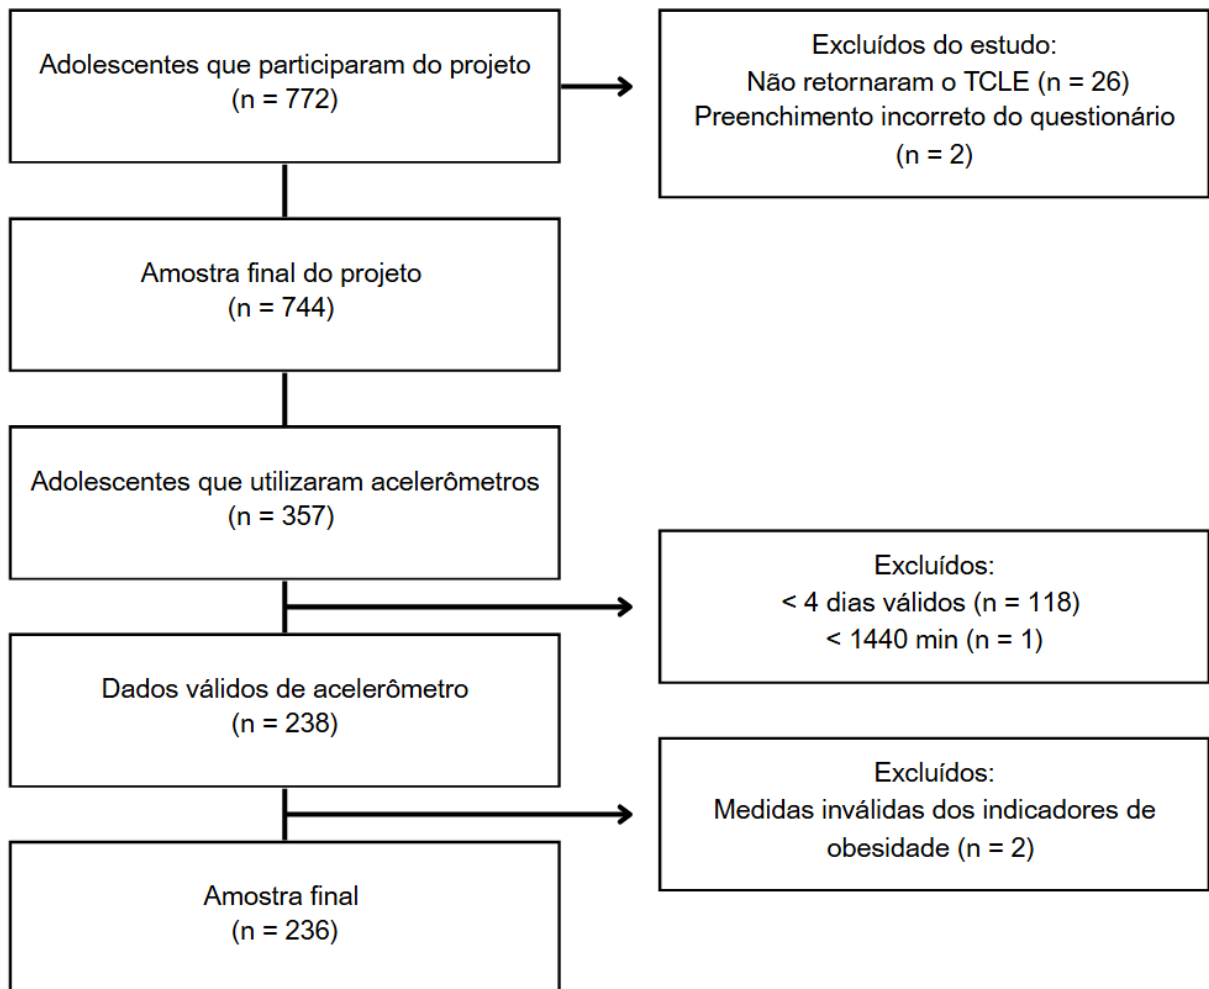 Adolescentes que participaram do projeto
(n = 772)
Excluídos do estudo:
Não retornaram o TCLE (n = 26)
Preenchimento incorreto do questionário
(n = 2)
Amostra final do projeto
(n = 744)
Adolescentes que utilizaram acelerômetros
(n = 357)
Excluídos:
< 4 dias válidos (n = 118)
< 1440 min (n = 1)
Dados válidos de acelerômetro
(n = 238)
Excluídos:
Medidas inválidas dos indicadores de
obesidade (n = 2)
Amostra final
(n = 236)